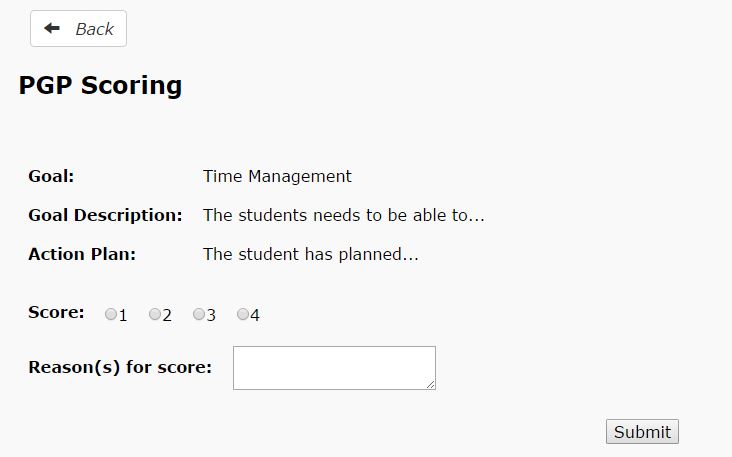 Back
PGP Scoring
Goal: Time Management
Goal Description: The students needs to be able to...
Action Plan: The student has planned...
Score: 1 2 3 4
Reason(s) for score:
Submit